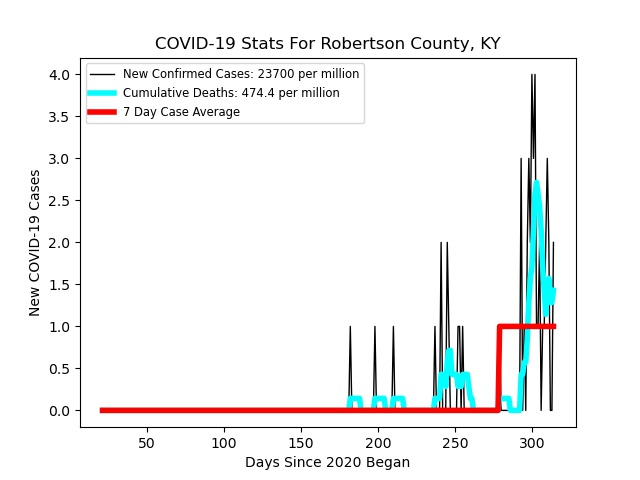 COVID-19 Stats For Robertson County, KY
New Confirmed Cases: 23700 per million
Cumulative Deaths: 474.4 per million
7 Day Case Average
New COVID-19 Cases
4.0
3.5
3.0
2.5
2.0
1.5
1.0
0.5
0.0
50 100 150 200 250 300
Days Since 2020 Began